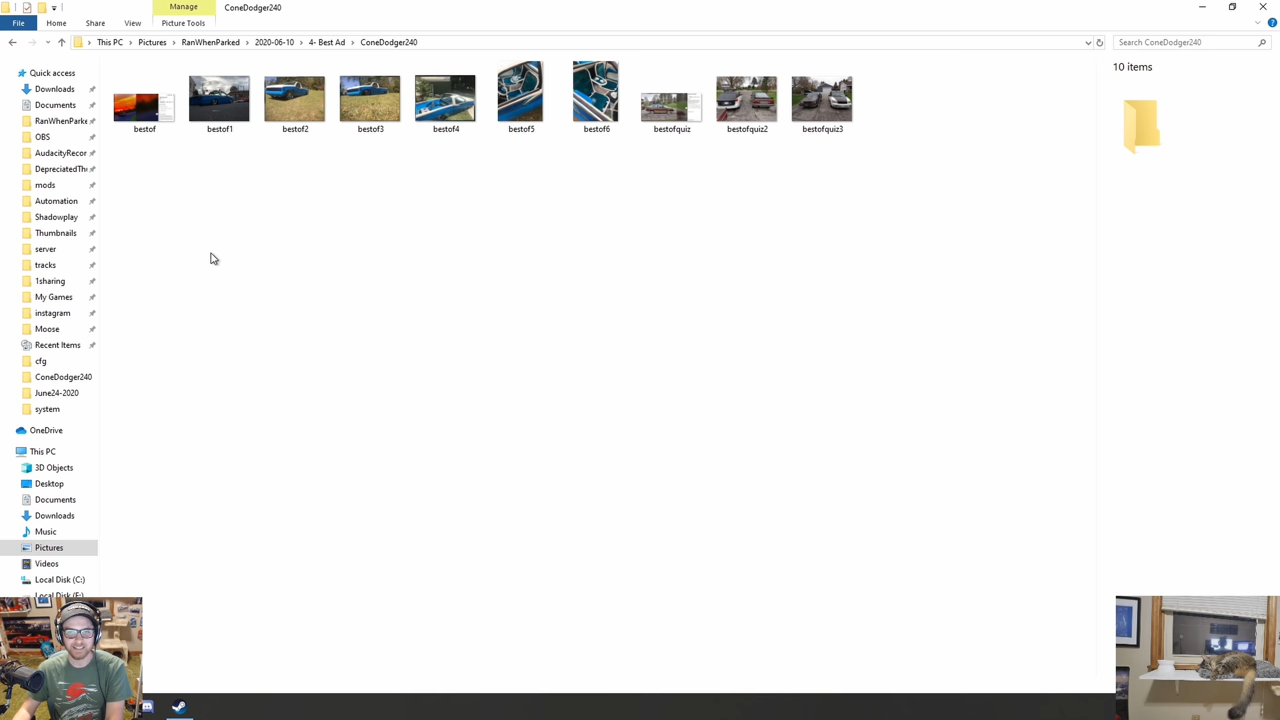 Manage
ConeDodger240
File
Home
Share
View
Picture Tools
This PC
Pictures
RanWhenParked
2020-06-10
4- Best Ad
ConeDodger240
Search ConeDodger240
10 items
Quick access
Downloads
Documents
RanWhenParke
OBS
AudacityRecor
DepreciatedThu
mods
Automation
Shadowplay
Thumbnails
server
tracks
1sharing
My Games
instagram
Moose
Recent Items
cfg
ConeDodger240
June24-2020
system
OneDrive
This PC
3D Objects
Desktop
Documents
Downloads
Music
Pictures
Videos
Local Disk (C:)
Local Disk (E:)
bestof
bestof1
bestof2
bestof3
bestof4
bestof5
bestof6
bestofquiz
bestofquiz2
bestofquiz3